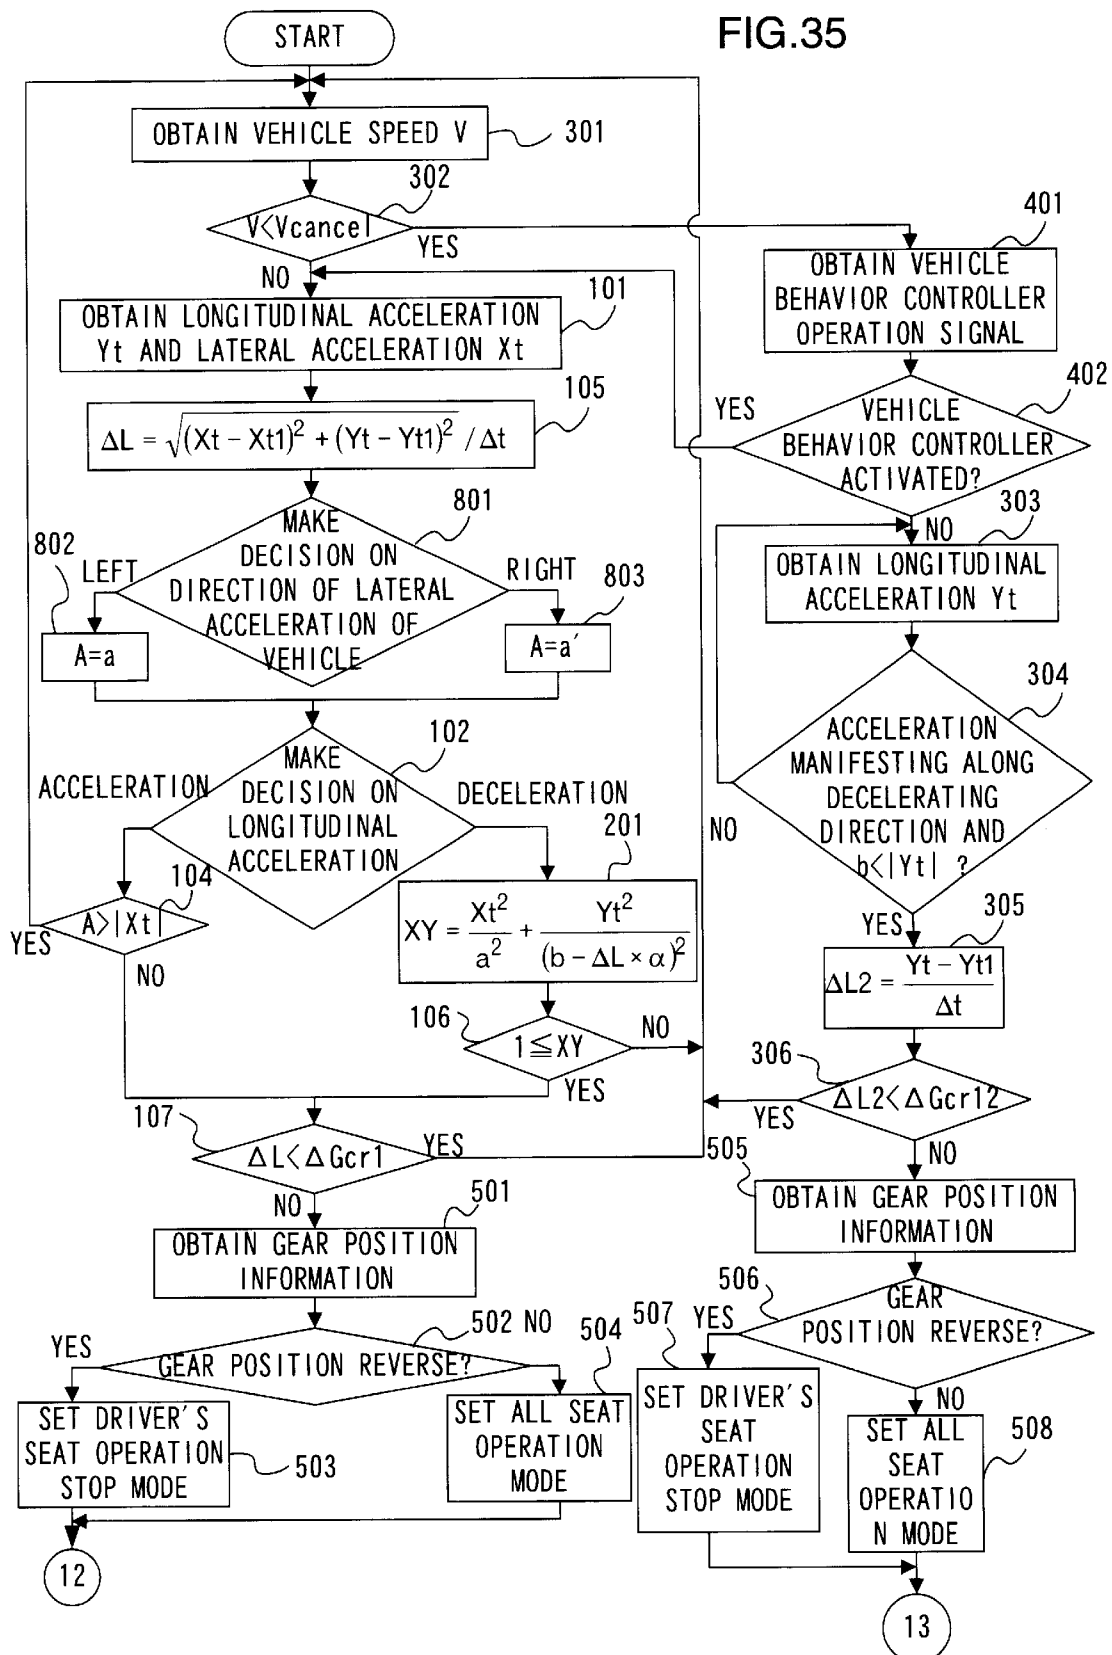 FIG.35
START
OBTAIN VEHICLE SPEED V
301
302
V<Vcancel
YES
NO
401
OBTAIN VEHICLE
BEHAVIOR CONTROLLER
OPERATION SIGNAL
101
OBTAIN LONGITUDINAL ACCELERATION
Yt AND LATERAL ACCELERATION Xt
402
YES
VEHICLE
BEHAVIOR CONTROLLER
ACTIVATED?
NO
105
ΔL = √(Xt – Xt1)² + (Yt – Yt1)² / Δt
801
MAKE
DECISION ON
DIRECTION OF LATERAL
ACCELERATION OF
VEHICLE
LEFT
RIGHT
802
A=a
803
A=a′
303
OBTAIN LONGITUDINAL
ACCELERATION Yt
304
ACCELERATION
MANIFESTING ALONG
DECELERATING
DIRECTION AND
b<|Yt| ?
NO
YES
102
MAKE
DECISION ON
LONGITUDINAL
ACCELERATION
ACCELERATION
DECELERATION
104
A>|Xt|
YES
NO
201
XY = Xt²/a² + Yt²/(b – ΔL × α)²
106
1≦XY
NO
YES
305
ΔL2 = Yt – Yt1/Δt
306
ΔL2<ΔGcr12
YES
NO
107
ΔL<ΔGcr1
YES
NO
501
OBTAIN GEAR POSITION
INFORMATION
502
GEAR POSITION REVERSE?
YES
NO
503
SET DRIVER'S
SEAT OPERATION
STOP MODE
504
SET ALL SEAT
OPERATION
MODE
12
505
OBTAIN GEAR POSITION
INFORMATION
506
GEAR
POSITION REVERSE?
YES
NO
507
SET DRIVER'S
SEAT
OPERATION
STOP MODE
508
SET ALL
SEAT
OPERATIO
N MODE
13